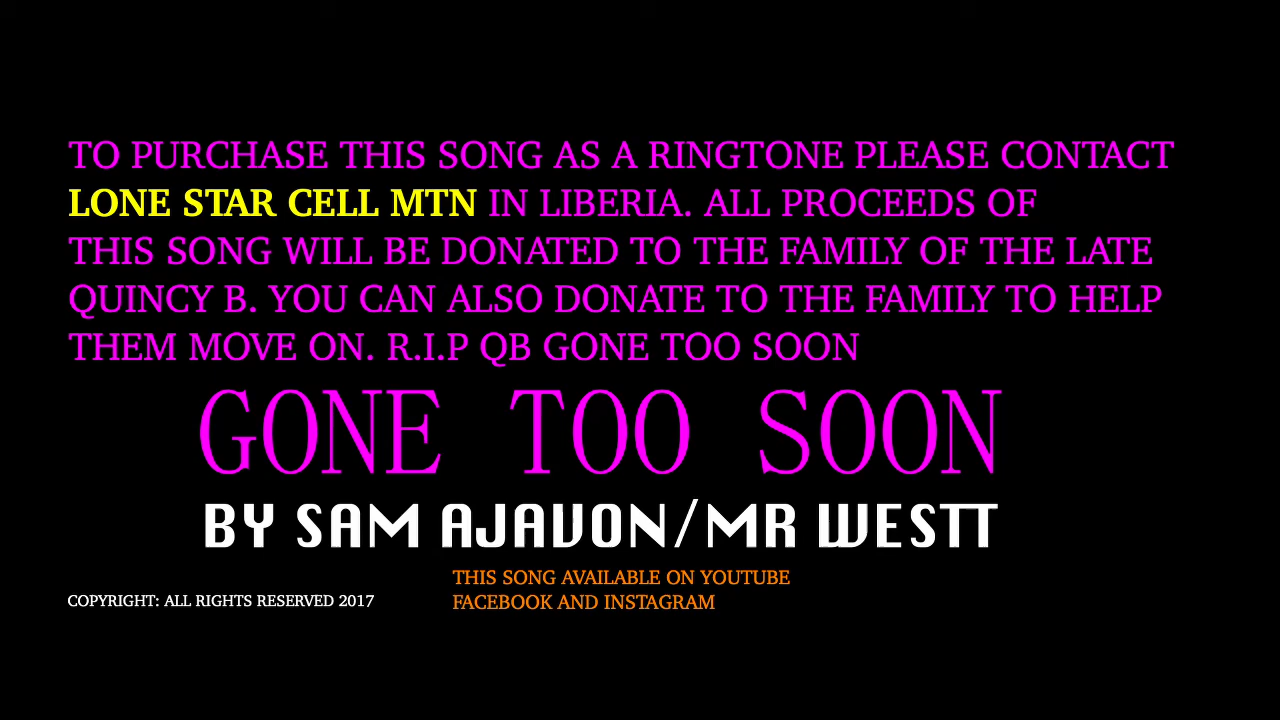 TO PURCHASE THIS SONG AS A RINGTONE PLEASE CONTACT
LONE STAR CELL MTN IN LIBERIA. ALL PROCEEDS OF
THIS SONG WILL BE DONATED TO THE FAMILY OF THE LATE
QUINCY B. YOU CAN ALSO DONATE TO THE FAMILY TO HELP
THEM MOVE ON. R.I.P QB GONE TOO SOON
GONE TOO SOON
BY SAM AJAVON/MR WESTT
THIS SONG AVAILABLE ON YOUTUBE
FACEBOOK AND INSTAGRAM
COPYRIGHT: ALL RIGHTS RESERVED 2017